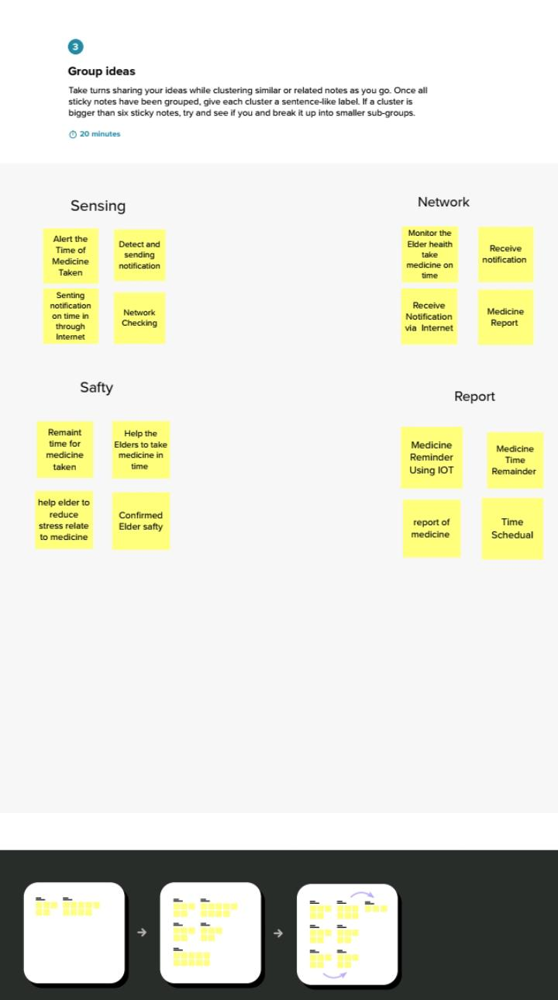 3
Group ideas
Take turns sharing your ideas while clustering similar or related notes as you go. Once all
sticky notes have been grouped, give each cluster a sentence-like label. If a cluster is
bigger than six sticky notes, try and see if you and break it up into smaller sub-groups.
20 minutes
Sensing
Alert the
Time of
Medicine
Taken
Detect and
sending
notification
Senting
notification
on time in
through
Internet
Network
Checking
Network
Monitor the
Elder health
take
medicine on
time
Receive
notification
Receive
Notification
via Internet
Medicine
Report
Safty
Remaint
time for
medicine
taken
Help the
Elders to take
medicine in
time
help elder to
reduce
stress relate
to medicine
Confirmed
Elder safty
Report
Medicine
Reminder
Using IOT
Medicine
Time
Remainder
report of
medicine
Time
Schedual